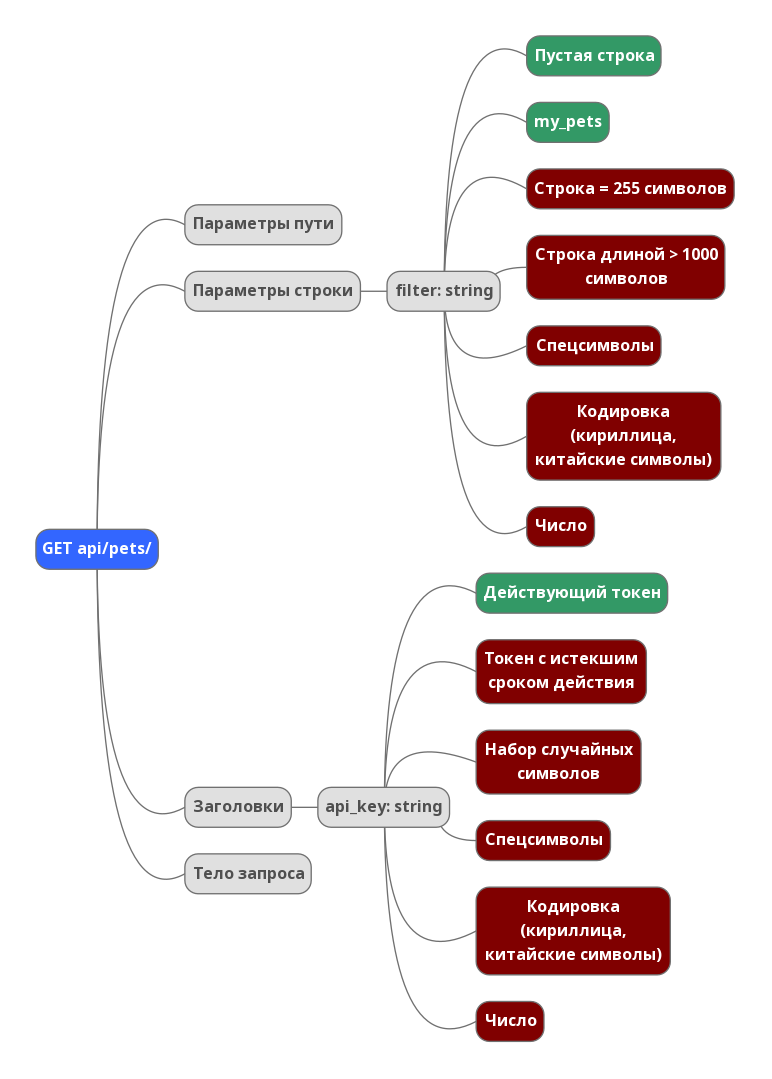 GET api/pets/
Параметры пути
Параметры строки
filter: string
Пустая строка
my_pets
Строка = 255 символов
Строка длиной > 1000
символов
Спецсимволы
Кодировка
(кириллица,
китайские символы)
Число
Заголовки
api_key: string
Действующий токен
Токен с истекшим
сроком действия
Набор случайных
символов
Спецсимволы
Кодировка
(кириллица,
китайские символы)
Число
Тело запроса